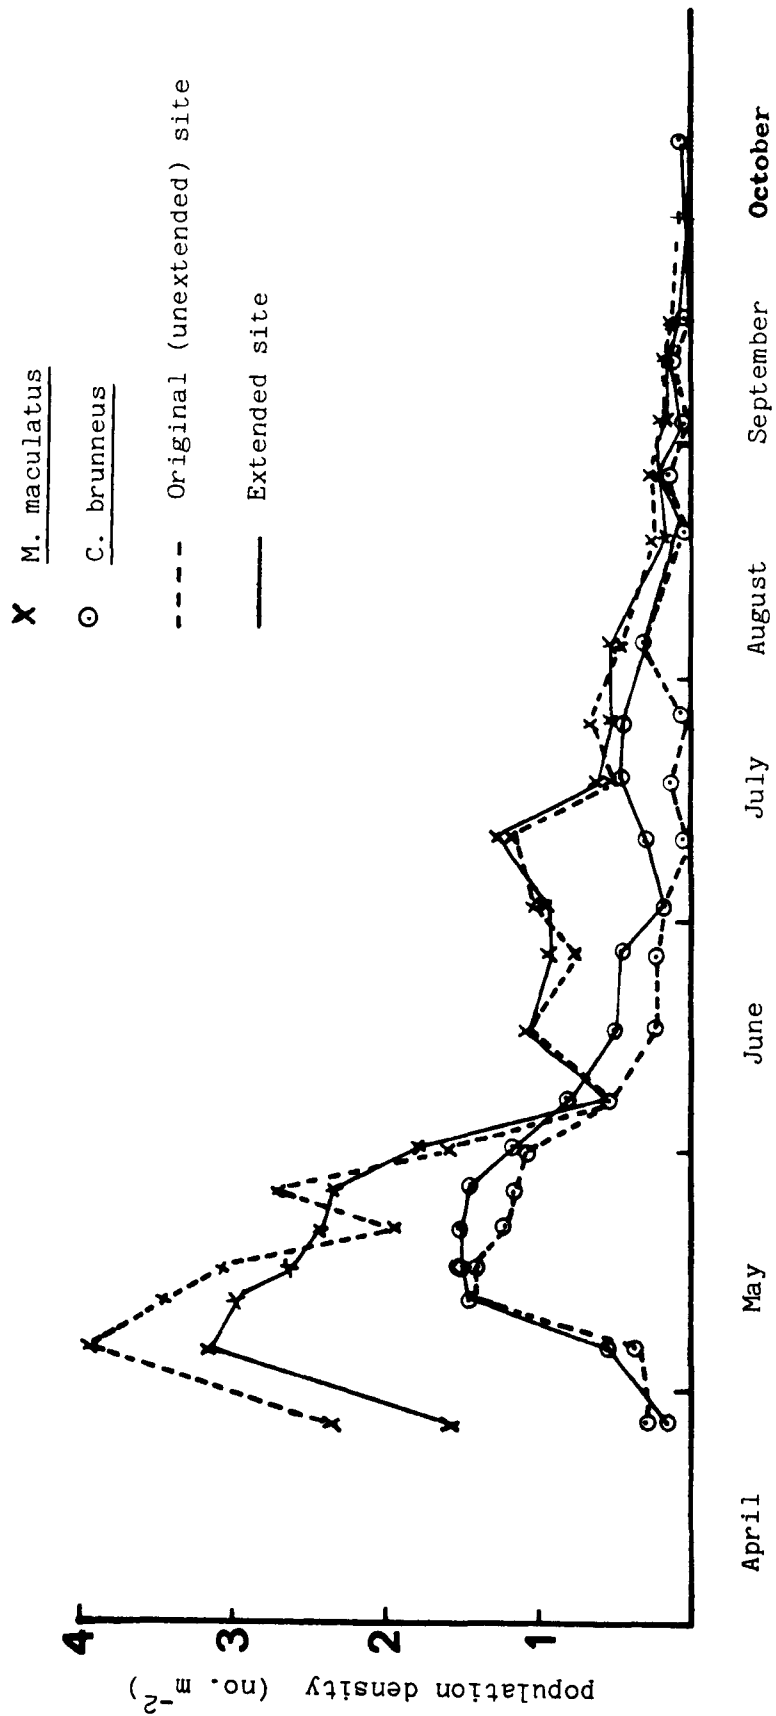 M. maculatus
C. brunneus
Original (unextended) site
Extended site
4
3
2
1
population density (no. m⁻²)
April May June July August September October